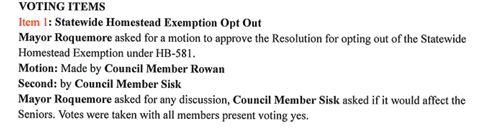 VOTING ITEMS
Item 1: Statewide Homestead Exemption Opt Out
Mayor Roquemore asked for a motion to approve the Resolution for opting out of the Statewide
Homestead Exemption under HB-581.
Motion: Made by Council Member Rowan
Second: by Council Member Sisk
Mayor Roquemore asked for any discussion, Council Member Sisk asked if it would affect the
Seniors. Votes were taken with all members present voting yes.